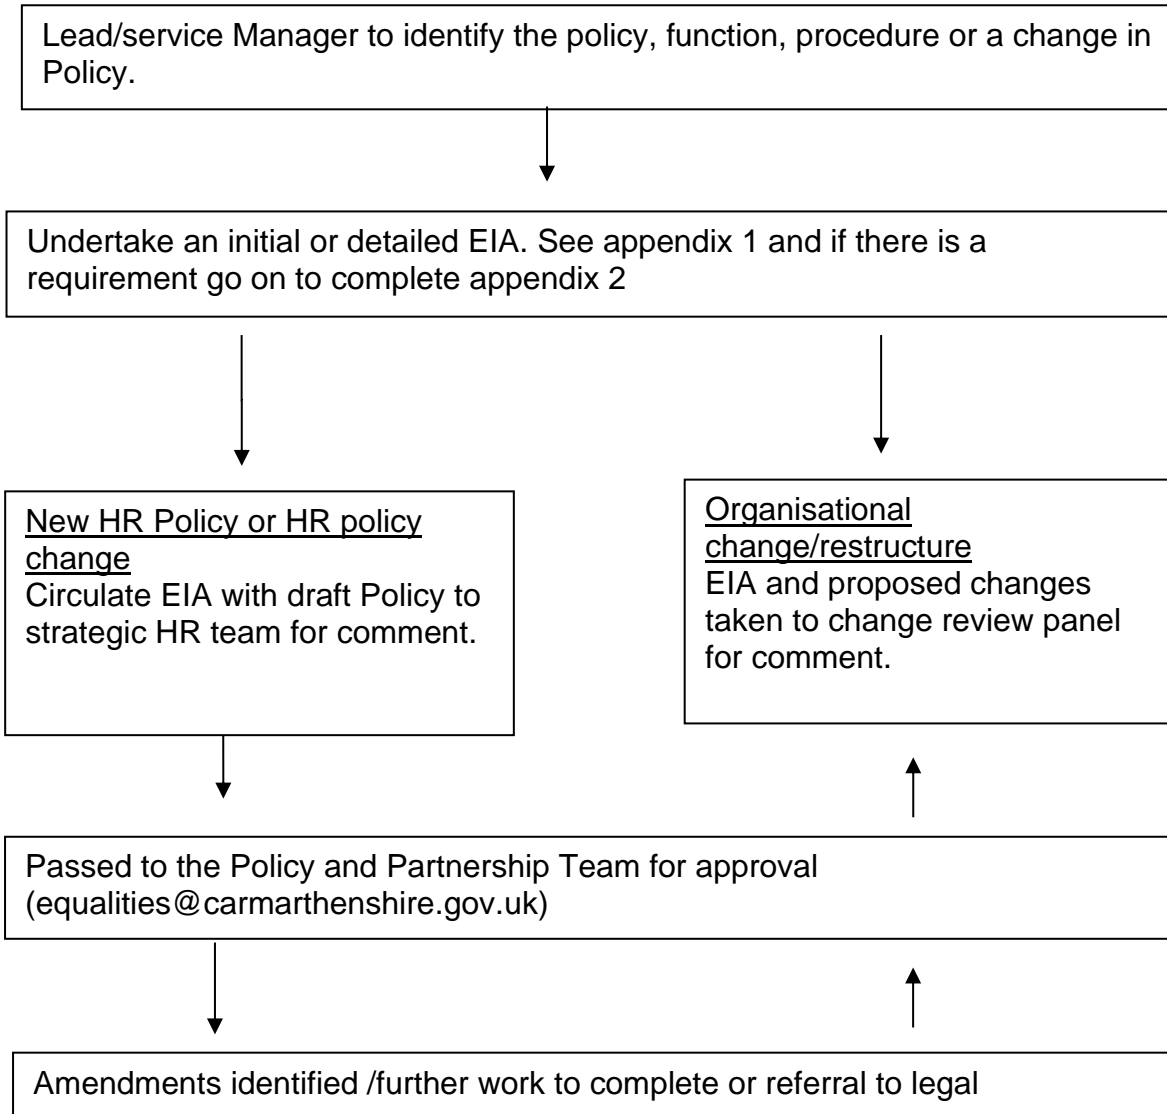 Lead/service Manager to identify the policy, function, procedure or a change in
Policy.
Undertake an initial or detailed EIA. See appendix 1 and if there is a
requirement go on to complete appendix 2
New HR Policy or HR policy
change
Circulate EIA with draft Policy to
strategic HR team for comment.
Organisational
change/restructure
EIA and proposed changes
taken to change review panel
for comment.
Passed to the Policy and Partnership Team for approval
(equalities@carmarthenshire.gov.uk)
Amendments identified /further work to complete or referral to legal